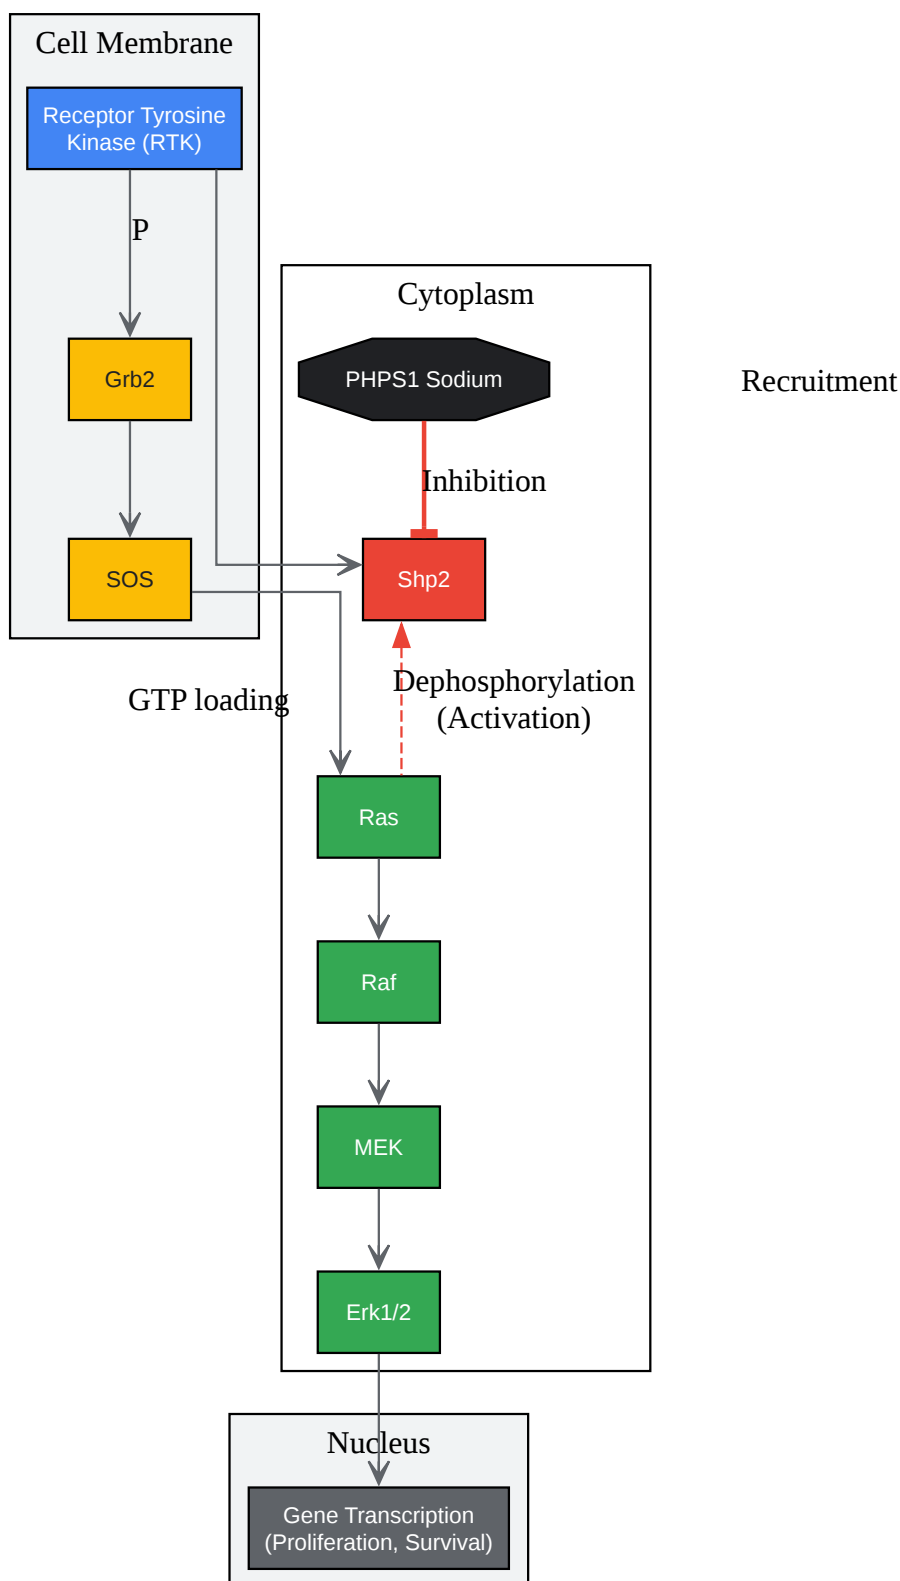 Cell Membrane
Receptor Tyrosine
Kinase (RTK)
P
Cytoplasm
Grb2
PHPS1 Sodium
Recruitment
Inhibition
SOS
Shp2
GTP loading
Dephosphorylation
(Activation)
Ras
Raf
MEK
Erk1/2
Nucleus
Gene Transcription
(Proliferation, Survival)